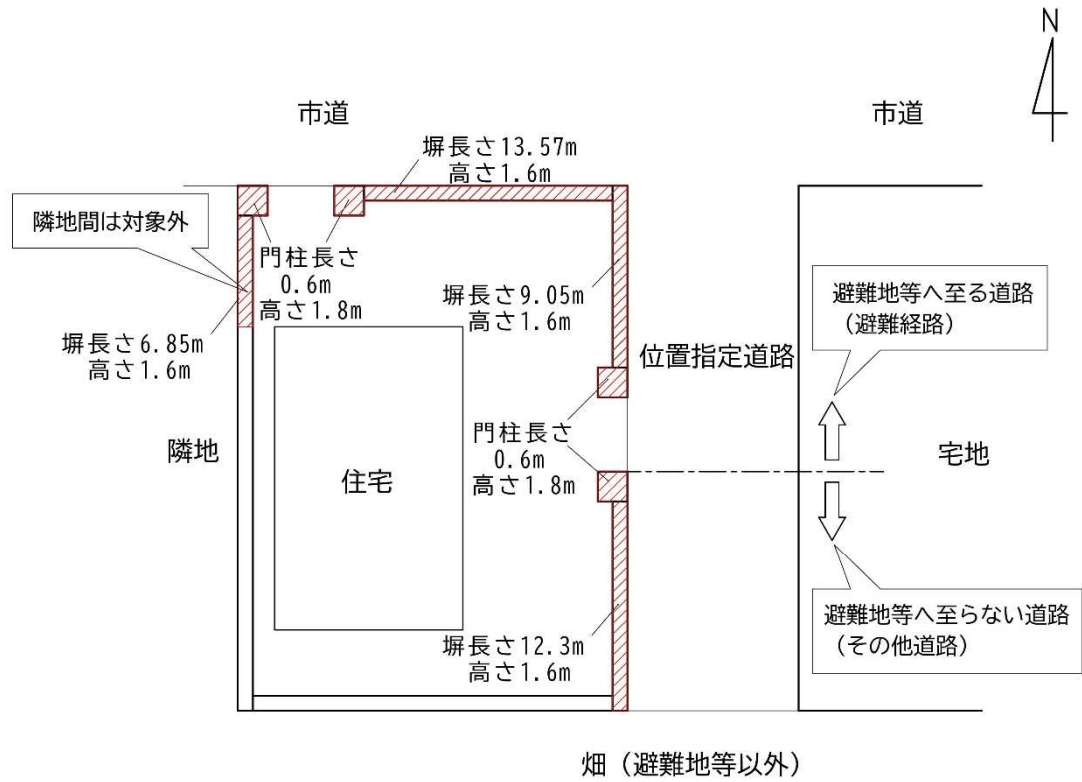 N
市道
市道
塀長さ13.57m
高さ1.6m
隣地間は対象外
門柱長さ
0.6m
高さ1.8m
塀長さ9.05m
高さ1.6m
避難地等へ至る道路
（避難経路）
塀長さ6.85m
高さ1.6m
位置指定道路
門柱長さ
0.6m
高さ1.8m
隣地
住宅
宅地
避難地等へ至らない道路
（その他道路）
塀長さ12.3m
高さ1.6m
畑（避難地等以外）